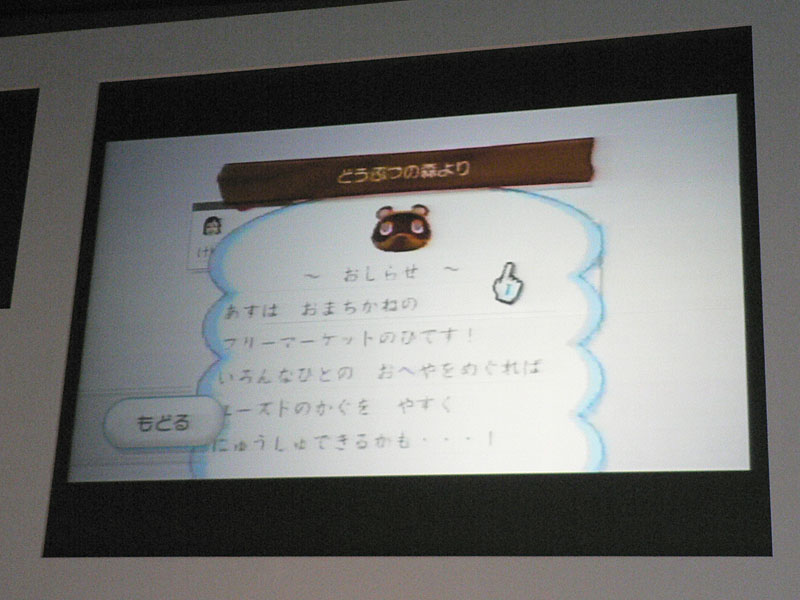 どうぶつの森より
～ おしらせ ～
あすは おまちかねの
フリーマーケットのひです！
いろんなひとの おへやをめぐれば
ユーズドのかぐを やすく
にゅうしゅできるかも・・・！
もどる